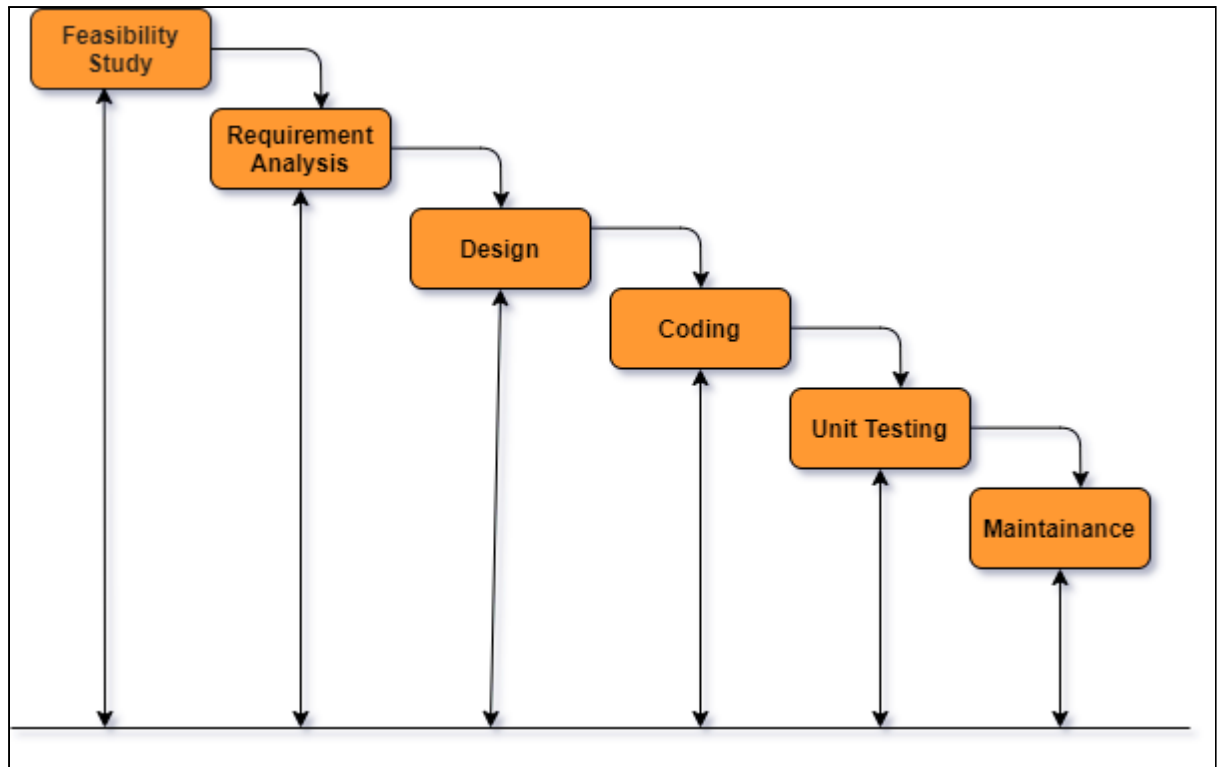 Feasibility
Study
Requirement
Analysis
Design
Coding
Unit Testing
Maintainance